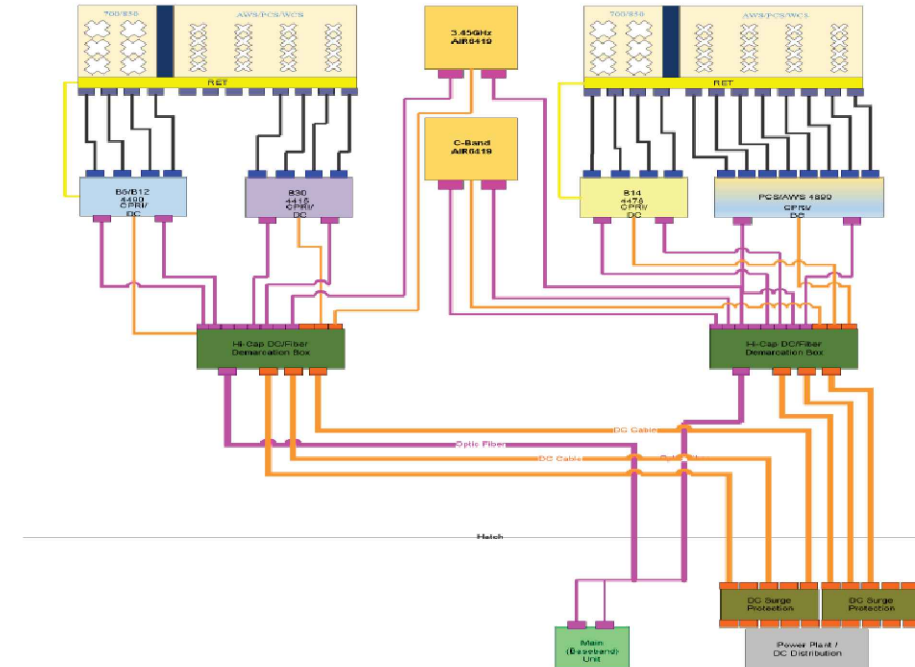 700/850 AWS/PCS/WCS
RET
3.45GHz
AIR6419
700/850 AWS/PCS/WCS
RET
C-Band
AIR6419
B5/B12
4490
CPRI/
DC
B30
4415
CPRI/
DC
B14
4478
CPRI/
DC
PCS/AWS 4890
CPRI/
DC
Hi-Cap DC/Fiber
Demarcation Box
Hi-Cap DC/Fiber
Demarcation Box
DC Cable
Optic Fiber
DC Cable
Hatch
DC Surge
Protection
DC Surge
Protection
Main
(Baseband)
Unit
Power Plant /
DC Distribution